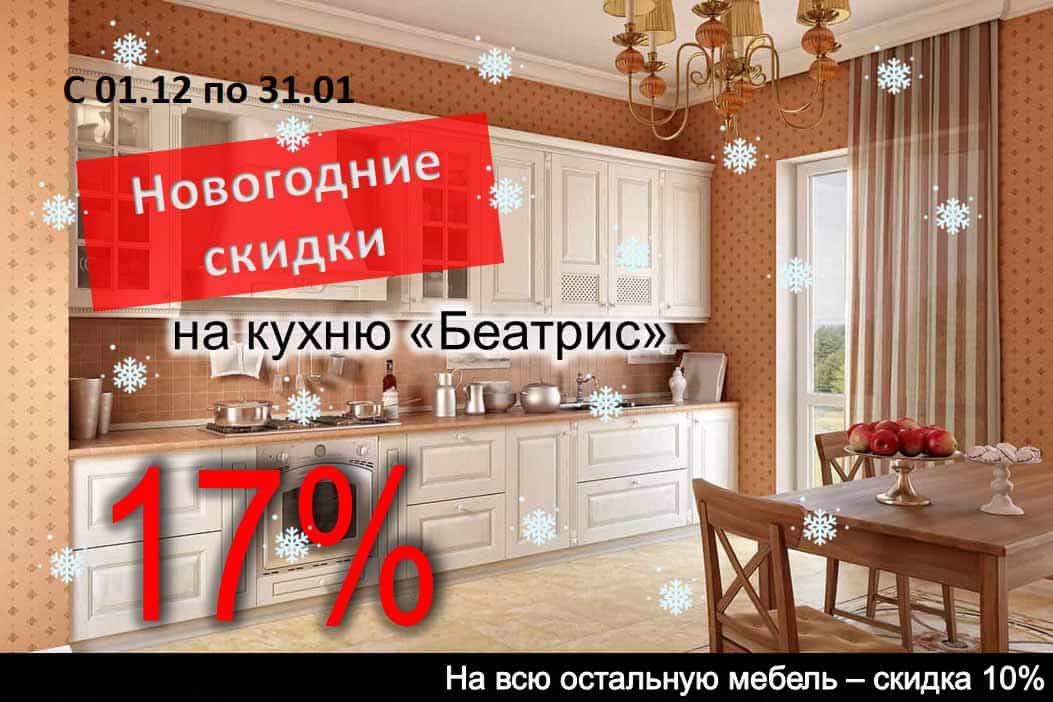 С 01.12 по 31.01
Новогодние
скидки
на кухню «Беатрис»
17%
На всю остальную мебель – скидка 10%